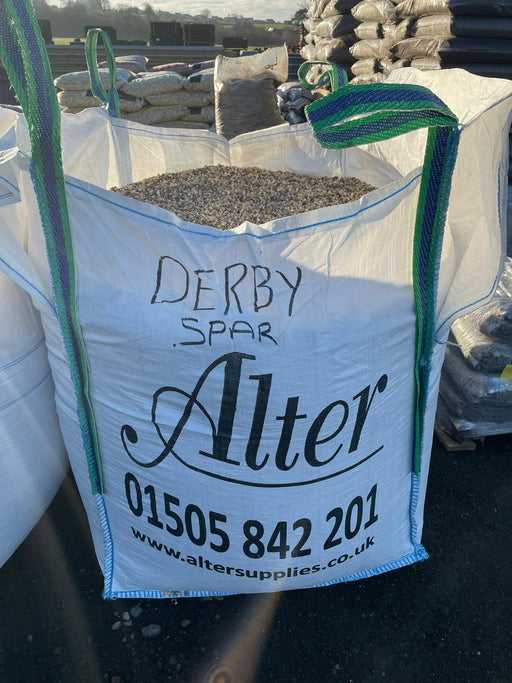 DERBY
SPAR
Alter
01505 842 201
www.altersupplies.co.uk